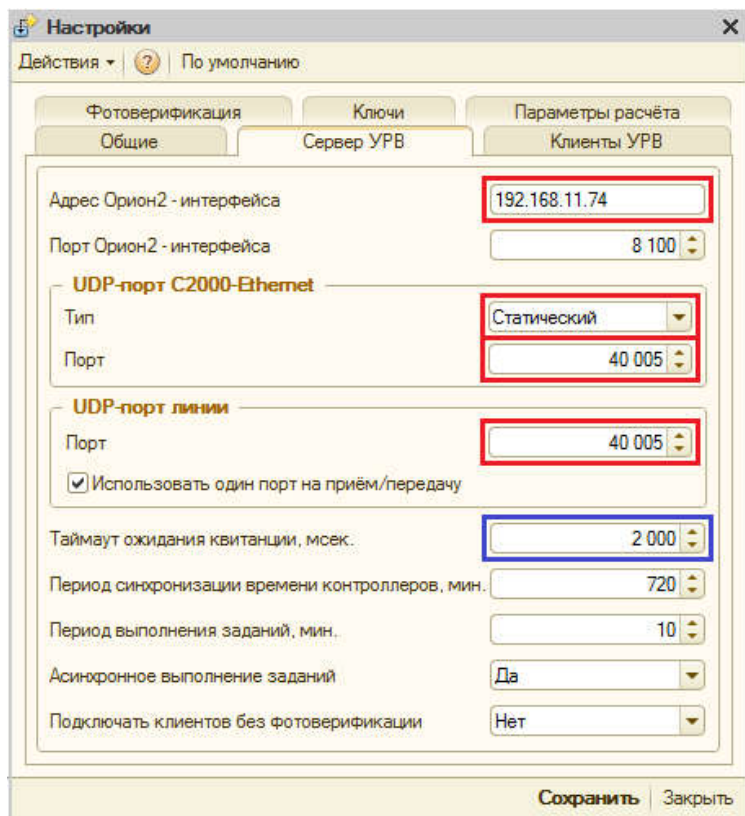 Настройки
Действия ? По умолчанию
Фотоверификация Ключи Параметры расчёта
Общие Сервер УРВ Клиенты УРВ
Адрес Орион2 - интерфейса 192.168.11.74
Порт Орион2 - интерфейса 8 100
UDP-порт C2000-Ethernet
Тип Статический
Порт 40 005
UDP-порт линии
Порт 40 005
Использовать один порт на приём/передачу
Таймаут ожидания квитанции, мсек. 2 000
Период синхронизации времени контроллеров, мин. 720
Период выполнения заданий, мин. 10
Асинхронное выполнение заданий Да
Подключать клиентов без фотоверификации Нет
Сохранить Закрыть